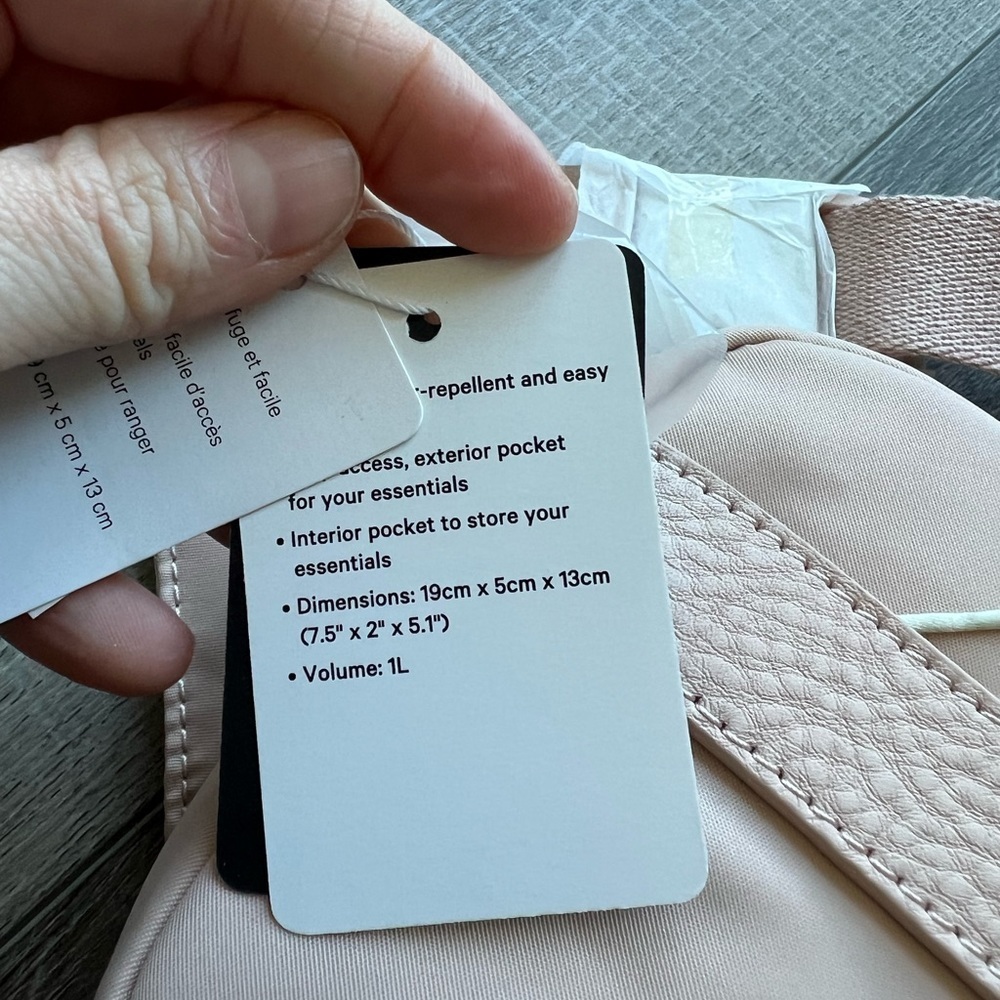 -repellent and easy
access, exterior pocket
for your essentials
• Interior pocket to store your
essentials
• Dimensions: 19cm x 5cm x 13cm
(7.5" x 2" x 5.1")
• Volume: 1L
fuge et facile
facile d'accès
pour ranger
cm x 5 cm x 13 cm